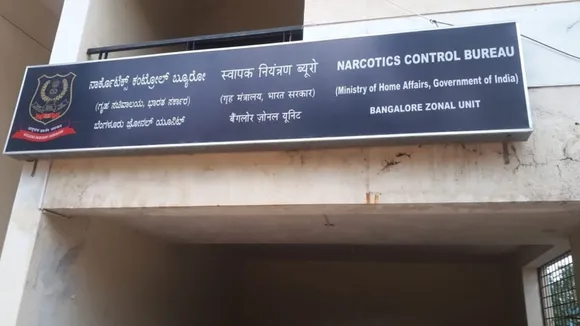 ನಾರ್ಕೊಟಿಕ್ಸ್ ಕಂಟ್ರೋಲ್ ಬ್ಯೂರೋ
(ಗೃಹ ಸಚಿವಾಲಯ, ಭಾರತ ಸರ್ಕಾರ)
ಬೆಂಗಳೂರು ಝೋನಲ್ ಯೂನಿಟ್
स्वापक नियंत्रण ब्यूरो
(गृह मंत्रालय, भारत सरकार)
बैंगलोर ज़ोनल यूनिट
NARCOTICS CONTROL BUREAU
(Ministry of Home Affairs, Government of India)
BANGALORE ZONAL UNIT